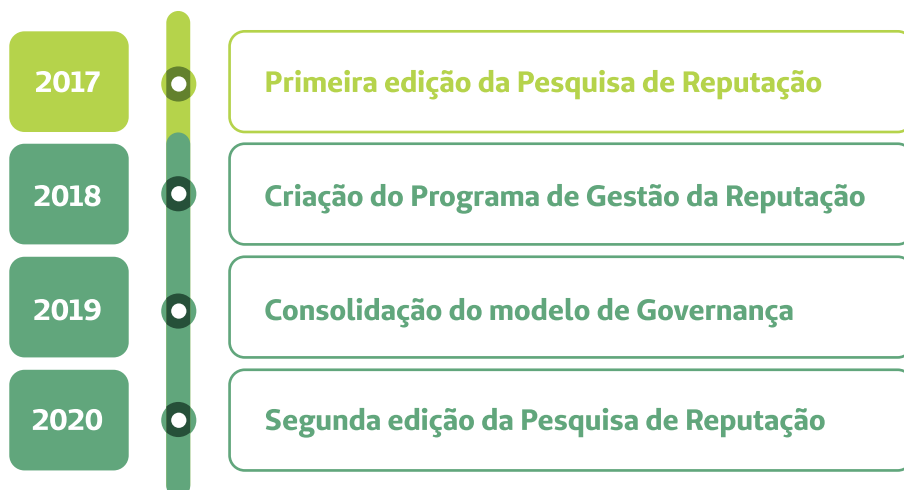 2017
Primeira edição da Pesquisa de Reputação
2018
Criação do Programa de Gestão da Reputação
2019
Consolidação do modelo de Governança
2020
Segunda edição da Pesquisa de Reputação